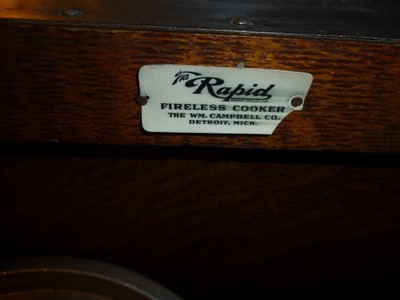 The Rapid
FIRELESS COOKER
THE WM. CAMPBELL CO.
DETROIT, MICH.